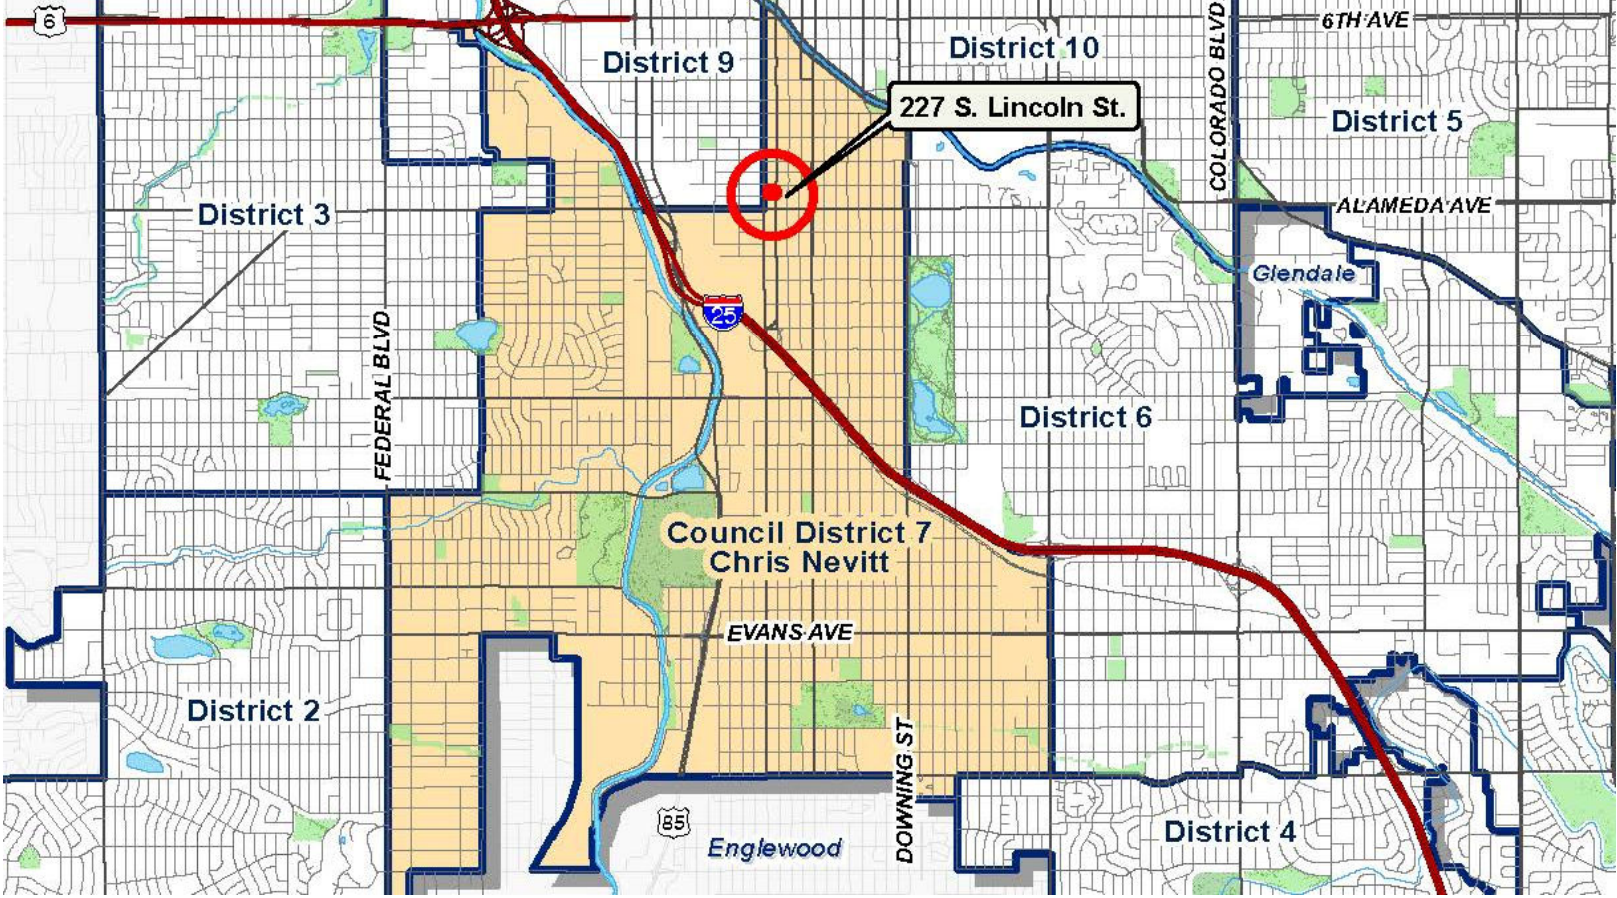 6
6TH AVE
District 9
District 10
COLORADO BLVD
227 S. Lincoln St.
District 5
District 3
ALAMEDA AVE
Glendale
25
FEDERAL BLVD
District 6
Council District 7
Chris Nevitt
EVANS AVE
District 2
DOWNING ST
85
Englewood
District 4